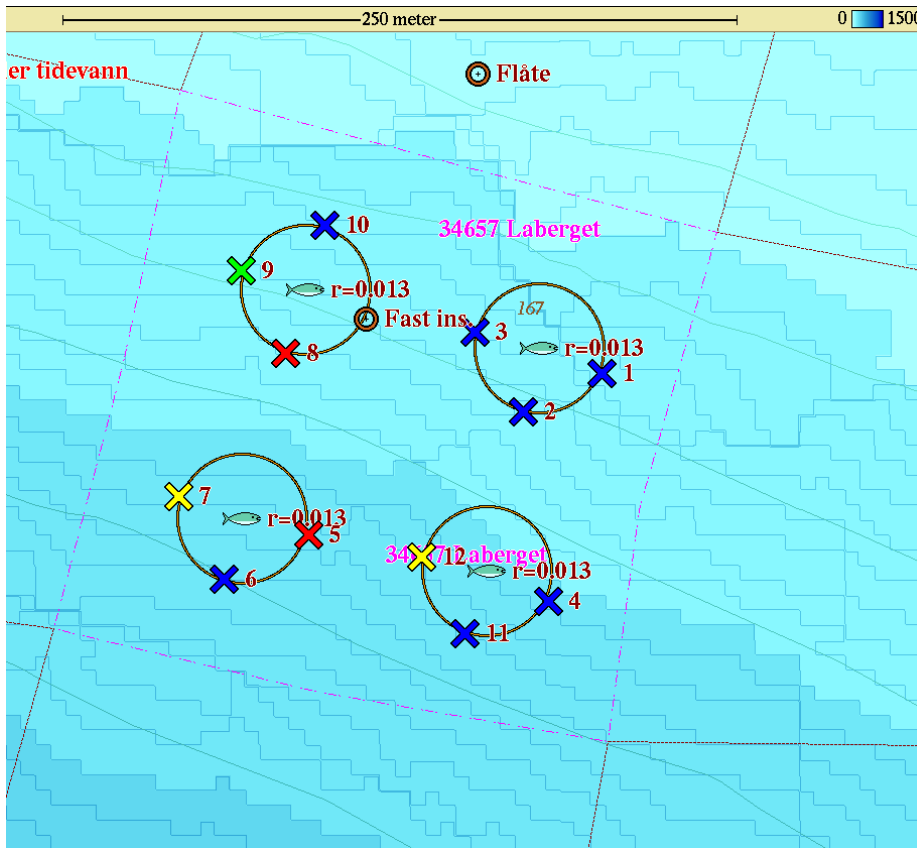 250 meter
0 1500
er tidevann
Flåte
10
34657 Laberget
9
r=0.013
167
Fast ins.
3
8
r=0.013
1
2
7
r=0.013
5
12
6
r=0.013
4
11